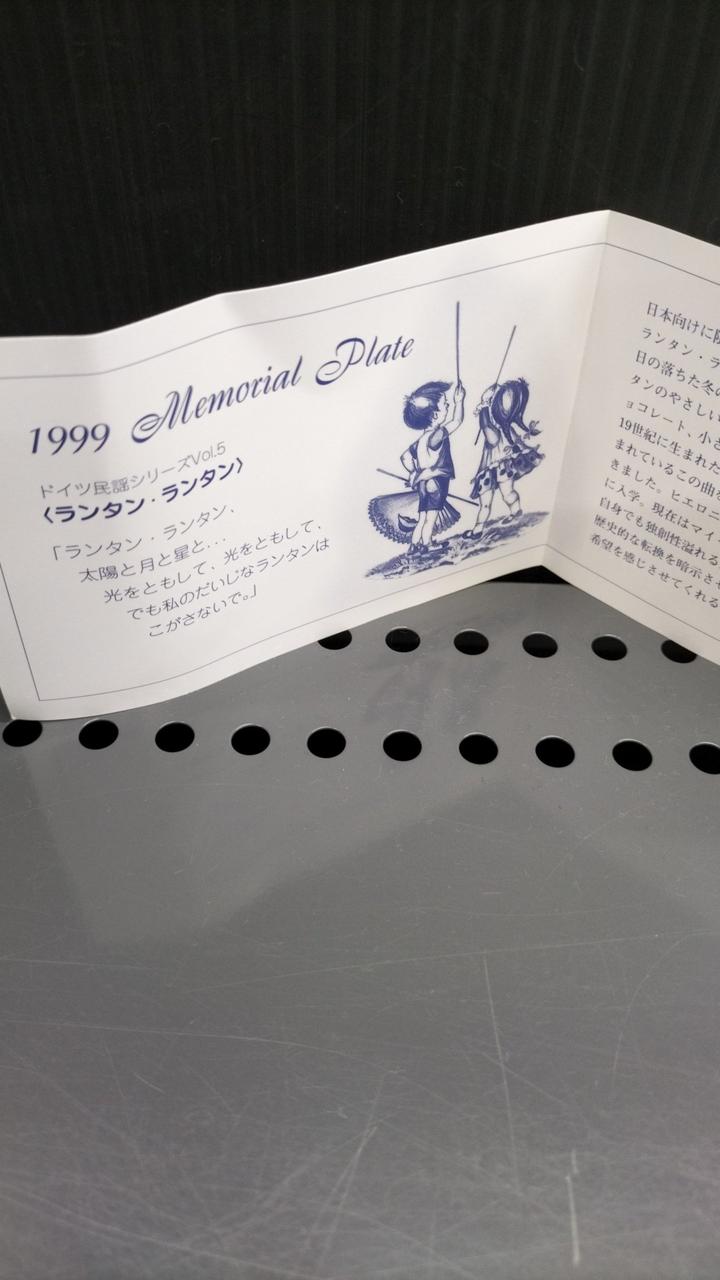 1999 Memorial Plate
ドイツ民謡シリーズVol.5
〈ランタン・ランタン〉
「ランタン・ランタン、
太陽と月と星と…
光をともして、光をともして、
でも私のだいじなランタンは
こがさないで。」
日本向けに
ランタン・ラ
日の落ちた冬の
タンのやさしい
ョコレート、小さ
19世紀に生まれた
まれているこの曲を
きました。ヒエロニ
に入学。現在はマイ
自身でも独創性溢れる
歴史的な転換を暗示させ
希望を感じさせてくれる